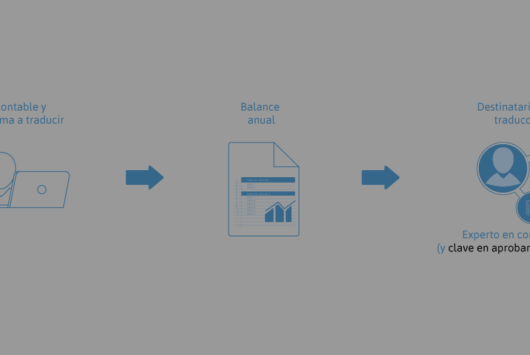 ontable y
ma a traducir
Balance
anual
Destinatari
traducc
Experto en co
(y clave en aprobar